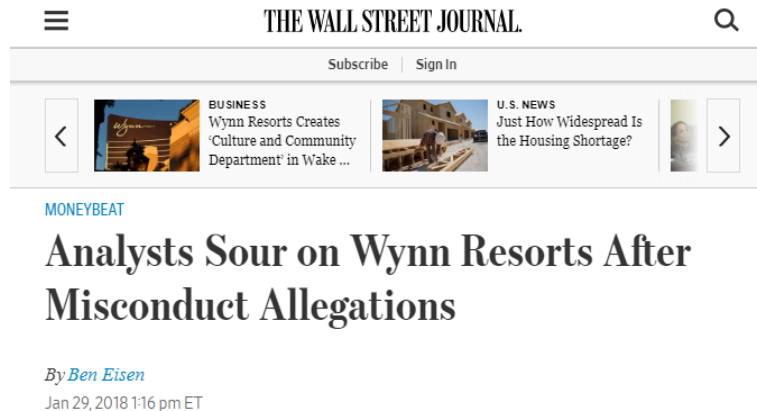 THE WALL STREET JOURNAL.
Subscribe | Sign In
BUSINESS
Wynn Resorts Creates
‘Culture and Community
Department’ in Wake ...
U.S. NEWS
Just How Widespread Is
the Housing Shortage?
Wynn
MONEYBEAT
Analysts Sour on Wynn Resorts After
Misconduct Allegations
By Ben Eisen
Jan 29, 2018 1:16 pm ET